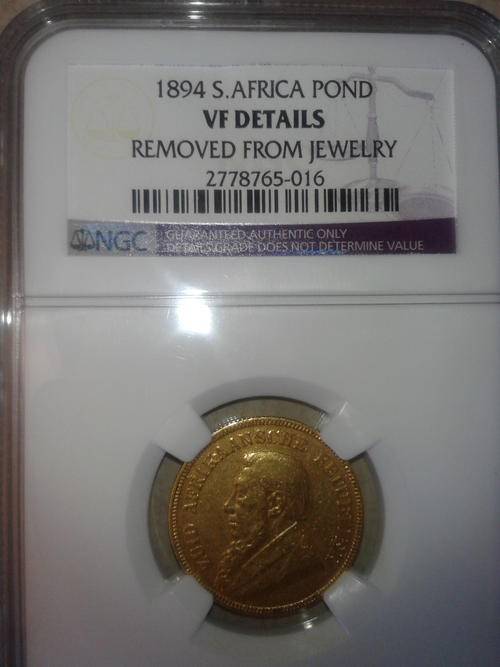 1894 S.AFRICA POND
VF DETAILS
REMOVED FROM JEWELRY
2778765-016
NGC
GUARANTEED AUTHENTIC ONLY
DETAILS GRADE DOES NOT DETERMINE VALUE
ZUID AFRIKAANSCHE REPUBLIEK